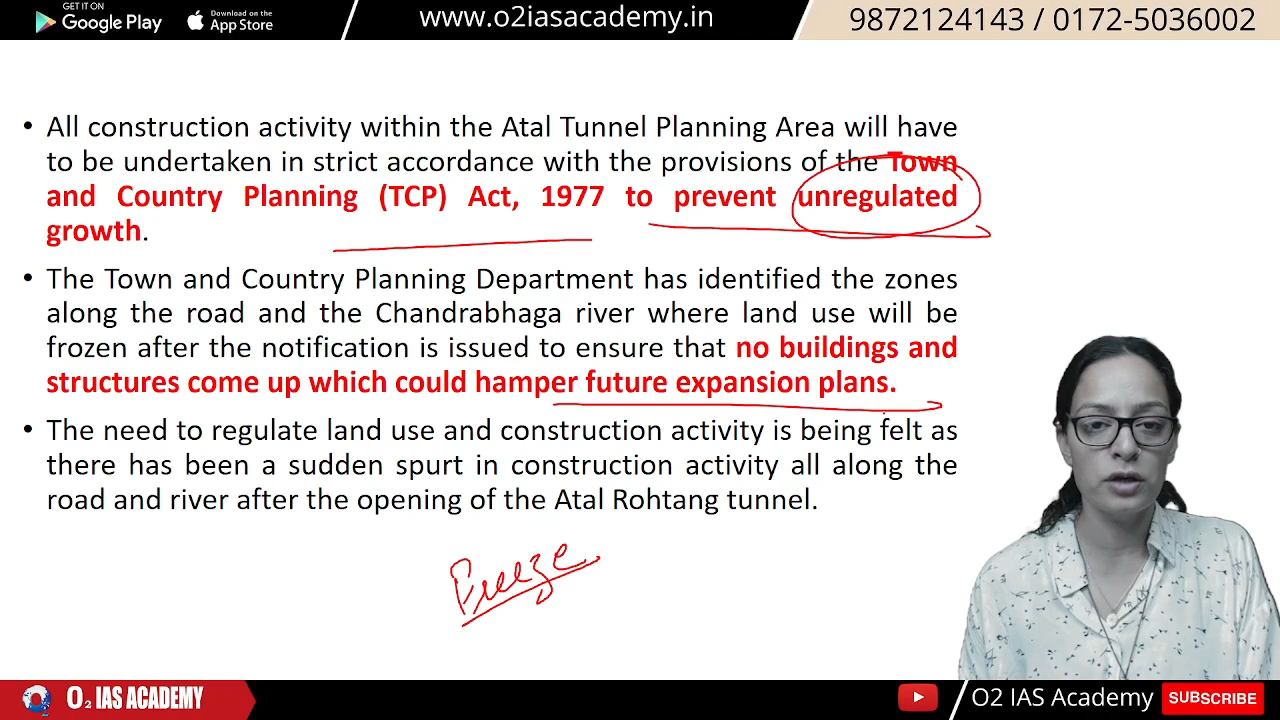 GET IT ON
Google Play
Download on the
App Store
www.o2iasacademy.in
9872124143 / 0172-5036002
• All construction activity within the Atal Tunnel Planning Area will have
to be undertaken in strict accordance with the provisions of the Town
and Country Planning (TCP) Act, 1977 to prevent unregulated
growth.
• The Town and Country Planning Department has identified the zones
along the road and the Chandrabhaga river where land use will be
frozen after the notification is issued to ensure that no buildings and
structures come up which could hamper future expansion plans.
• The need to regulate land use and construction activity is being felt as
there has been a sudden spurt in construction activity all along the
road and river after the opening of the Atal Rohtang tunnel.
Freeze
O2 IAS ACADEMY
O2 IAS Academy
SUBSCRIBE